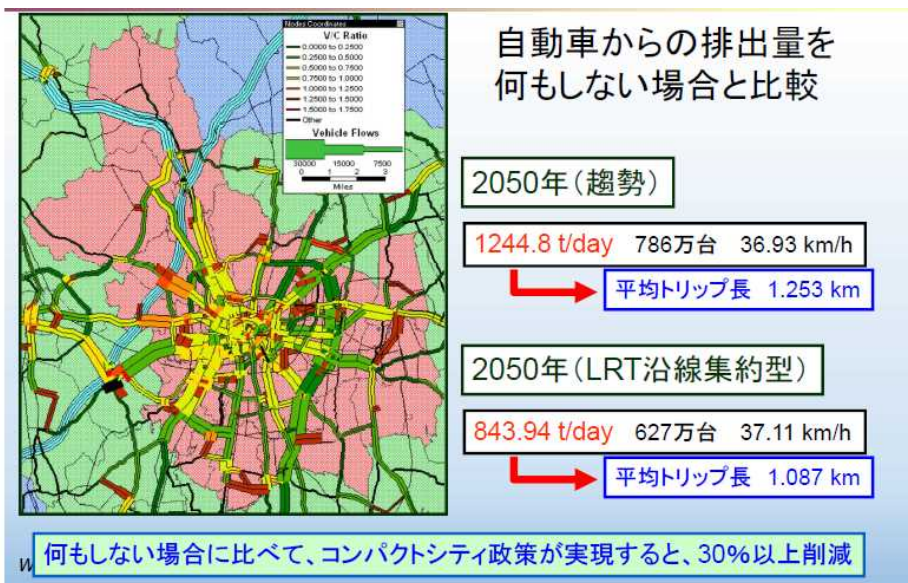 自動車からの排出量を
何もしない場合と比較
Nodes Coordinates
V/C Ratio
0.0000 to 0.2500
0.2500 to 0.5000
0.5000 to 0.7500
0.7500 to 1.0000
1.0000 to 1.2500
1.2500 to 1.5000
1.5000 to 1.7500
Other
Vehicle Flows
30000 15000 7500
0 1 2 3
Miles
2050年(趨勢)
1244.8 t/day 786万台 36.93 km/h
平均トリップ長 1.253 km
2050年(LRT沿線集約型)
843.94 t/day 627万台 37.11 km/h
平均トリップ長 1.087 km
何もしない場合に比べて、コンパクトシティ政策が実現すると、30%以上削減